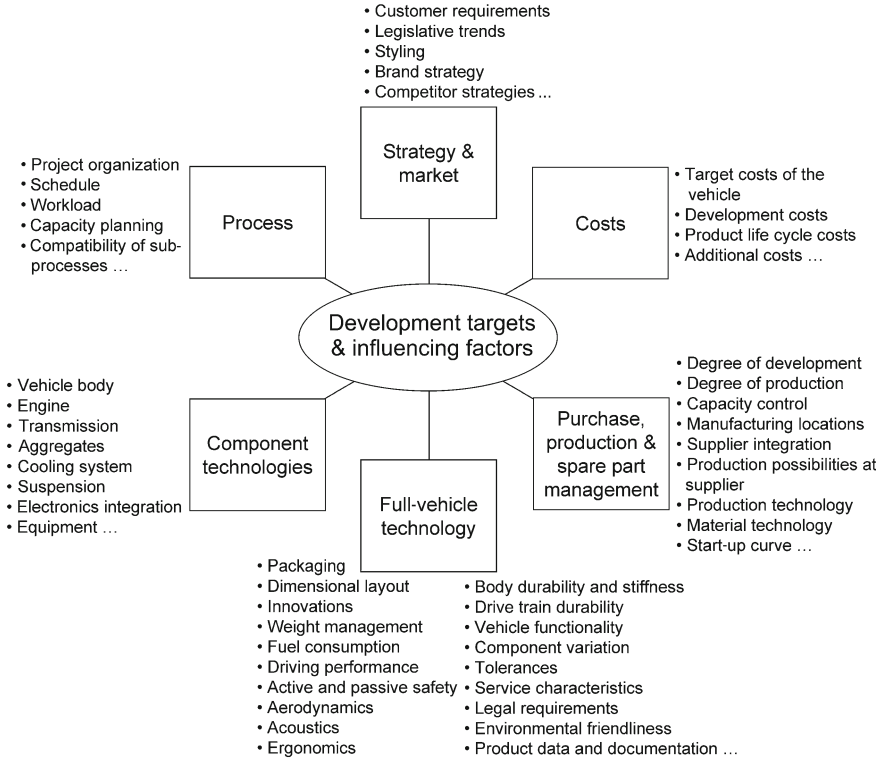 • Customer requirements
• Legislative trends
• Styling
• Brand strategy
• Competitor strategies ...
Strategy &
market
• Project organization
• Schedule
• Workload
• Capacity planning
• Compatibility of sub-
processes ...
Process
Costs
• Target costs of the
vehicle
• Development costs
• Product life cycle costs
• Additional costs ...
Development targets
& influencing factors
• Vehicle body
• Engine
• Transmission
• Aggregates
• Cooling system
• Suspension
• Electronics integration
• Equipment ...
Component
technologies
Full-vehicle
technology
Purchase,
production &
spare part
management
• Degree of development
• Degree of production
• Capacity control
• Manufacturing locations
• Supplier integration
• Production possibilities at
supplier
• Production technology
• Material technology
• Start-up curve ...
• Packaging
• Dimensional layout
• Innovations
• Weight management
• Fuel consumption
• Driving performance
• Active and passive safety
• Aerodynamics
• Acoustics
• Ergonomics
• Body durability and stiffness
• Drive train durability
• Vehicle functionality
• Component variation
• Tolerances
• Service characteristics
• Legal requirements
• Environmental friendliness
• Product data and documentation ...